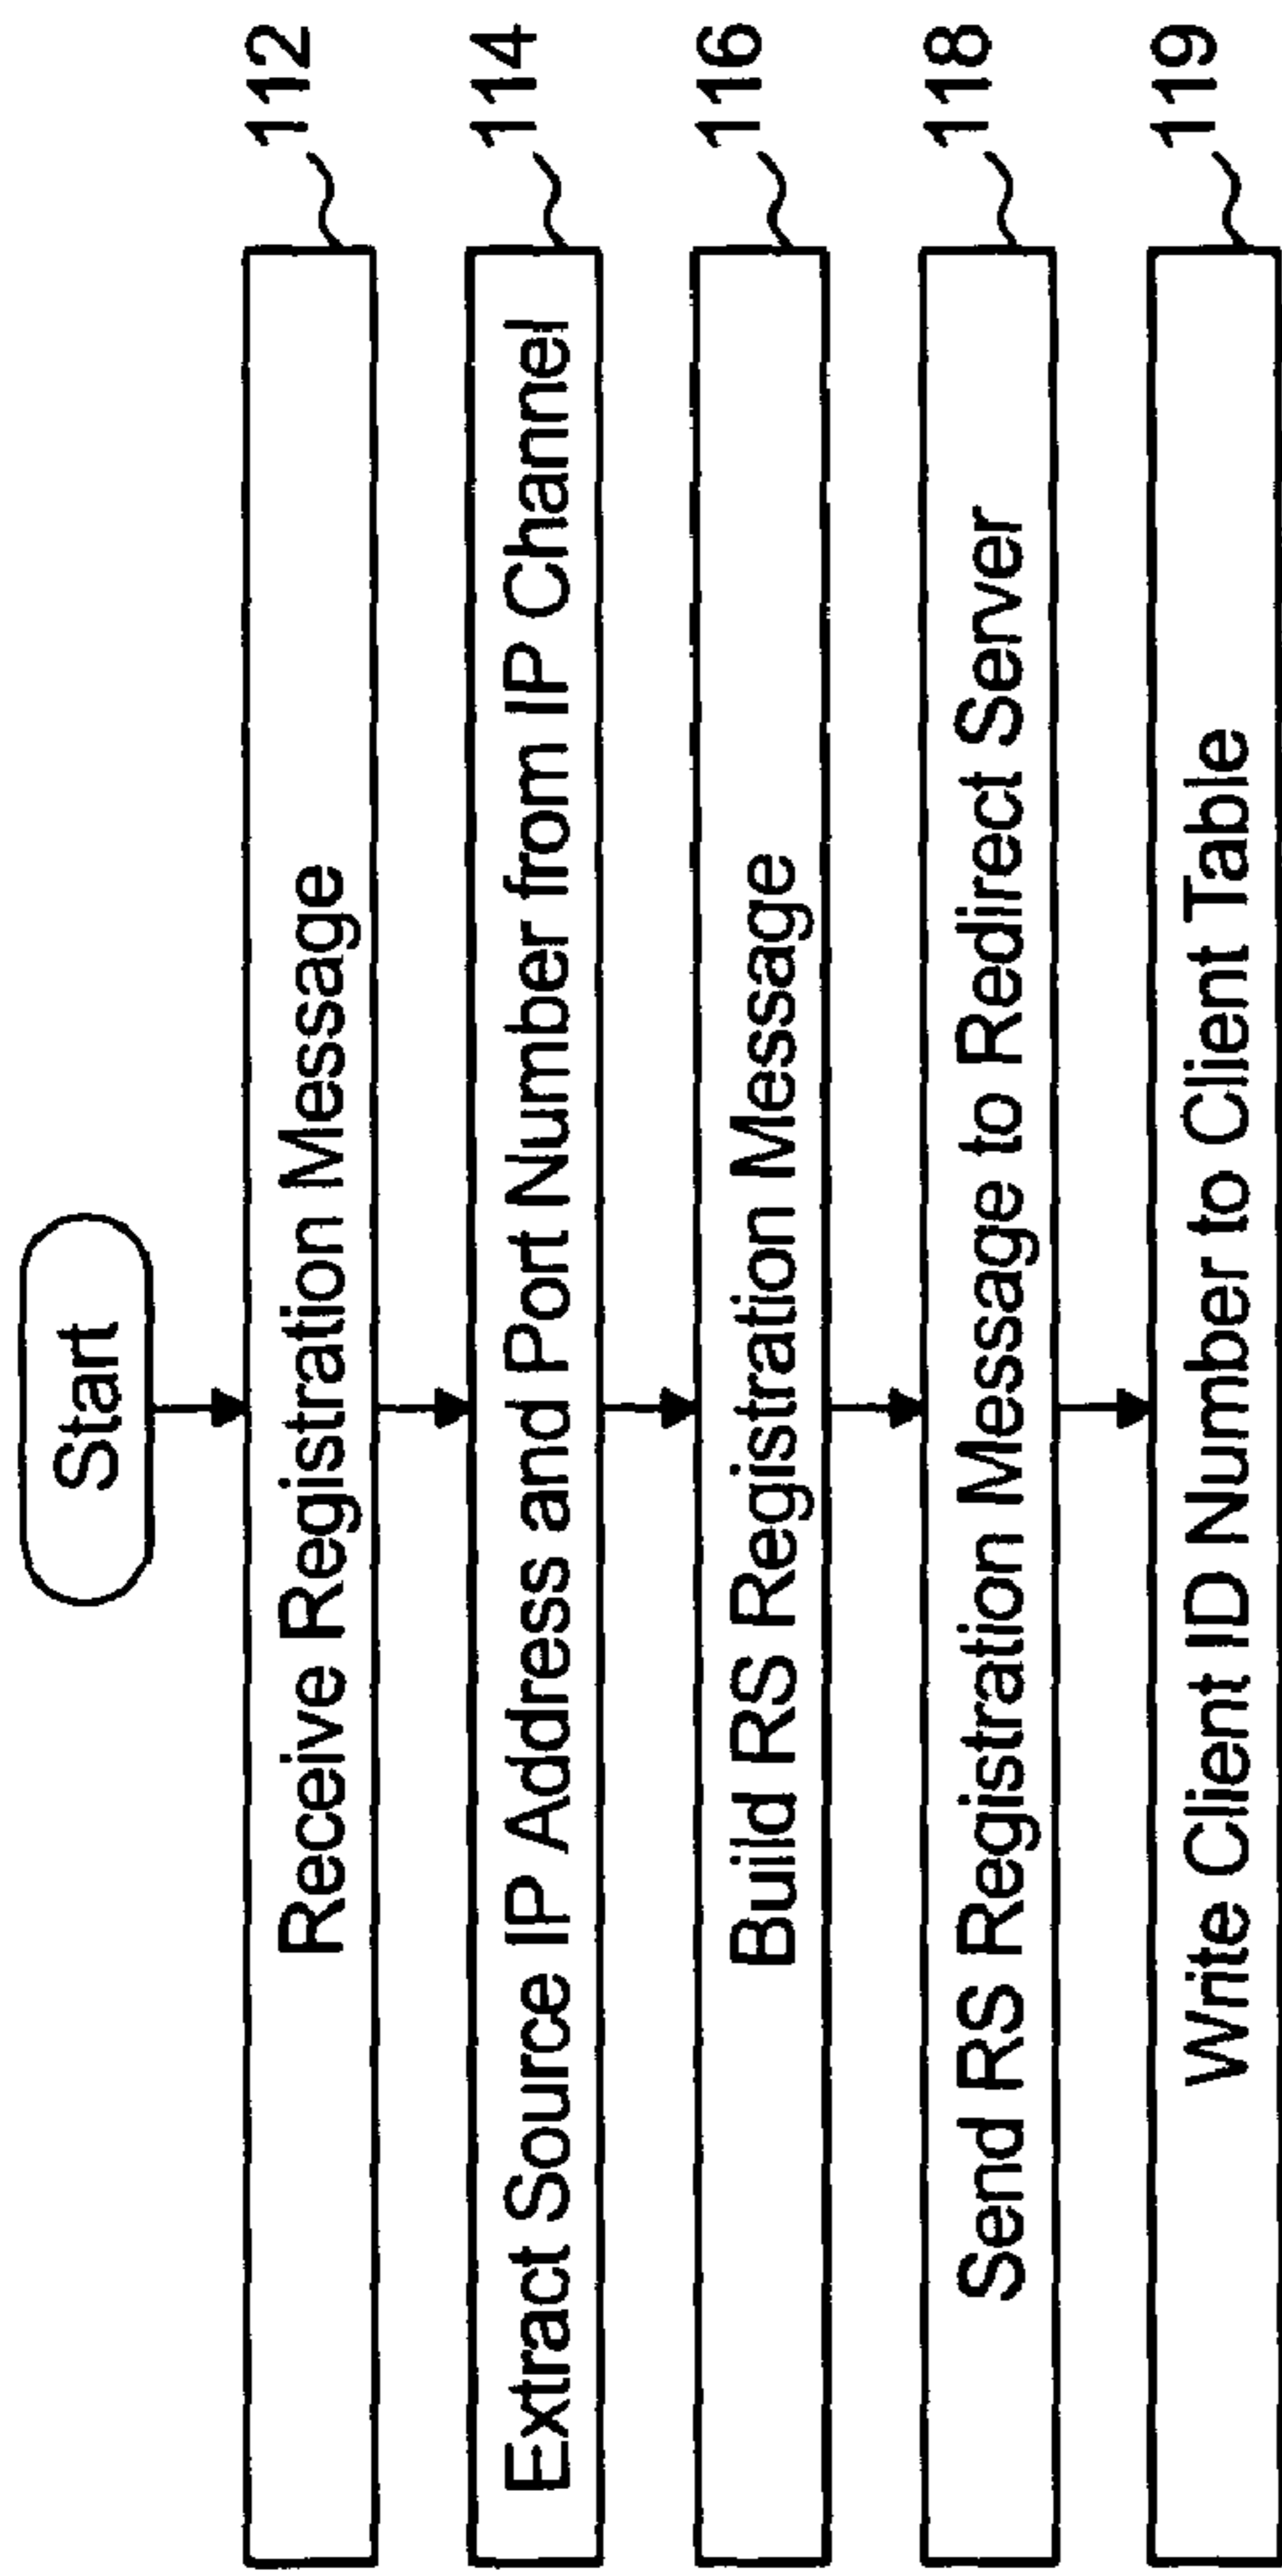 Start
Receive Registration Message
112
Extract Source IP Address and Port Number from IP Channel
114
Build RS Registration Message
116
Send RS Registration Message to Redirect Server
118
Write Client ID Number to Client Table
119